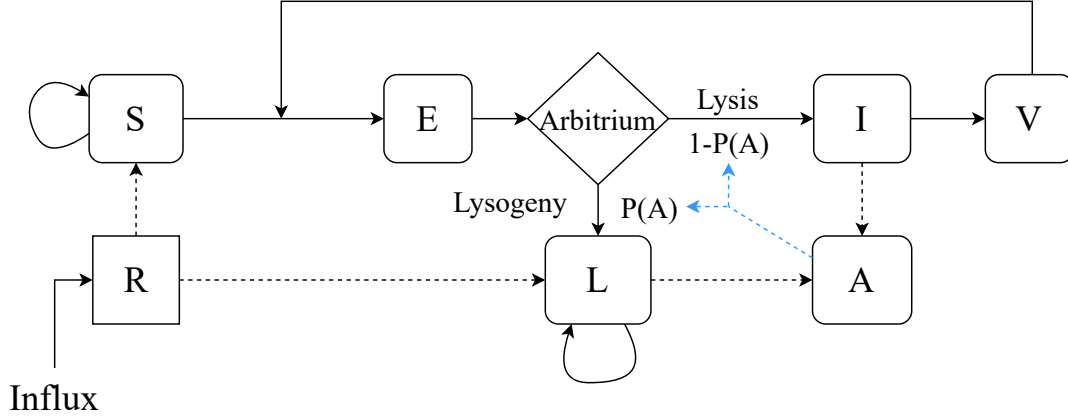 S
E
Arbitrium
Lysis
1-P(A)
I
V
Lysogeny
P(A)
R
L
A
Influx